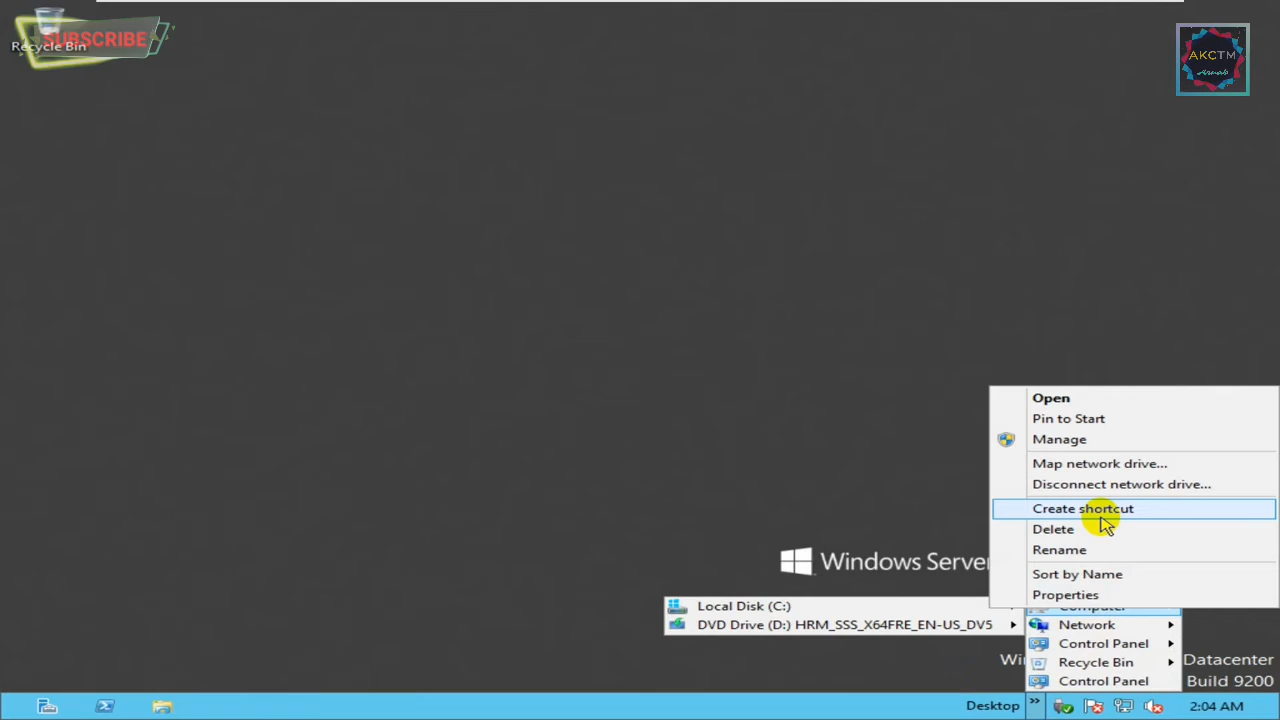 SUBSCRIBE
Recycle Bin
AKCTM
Arnab
Open
Pin to Start
Manage
Map network drive...
Disconnect network drive...
Create shortcut
Delete
Rename
Sort by Name
Properties
Windows Server
Local Disk (C:)
DVD Drive (D:) HRM_SSS_X64FRE_EN-US_DV5
Computer
Network
Control Panel
Recycle Bin
Control Panel
Datacenter
Build 9200
Desktop
2:04 AM